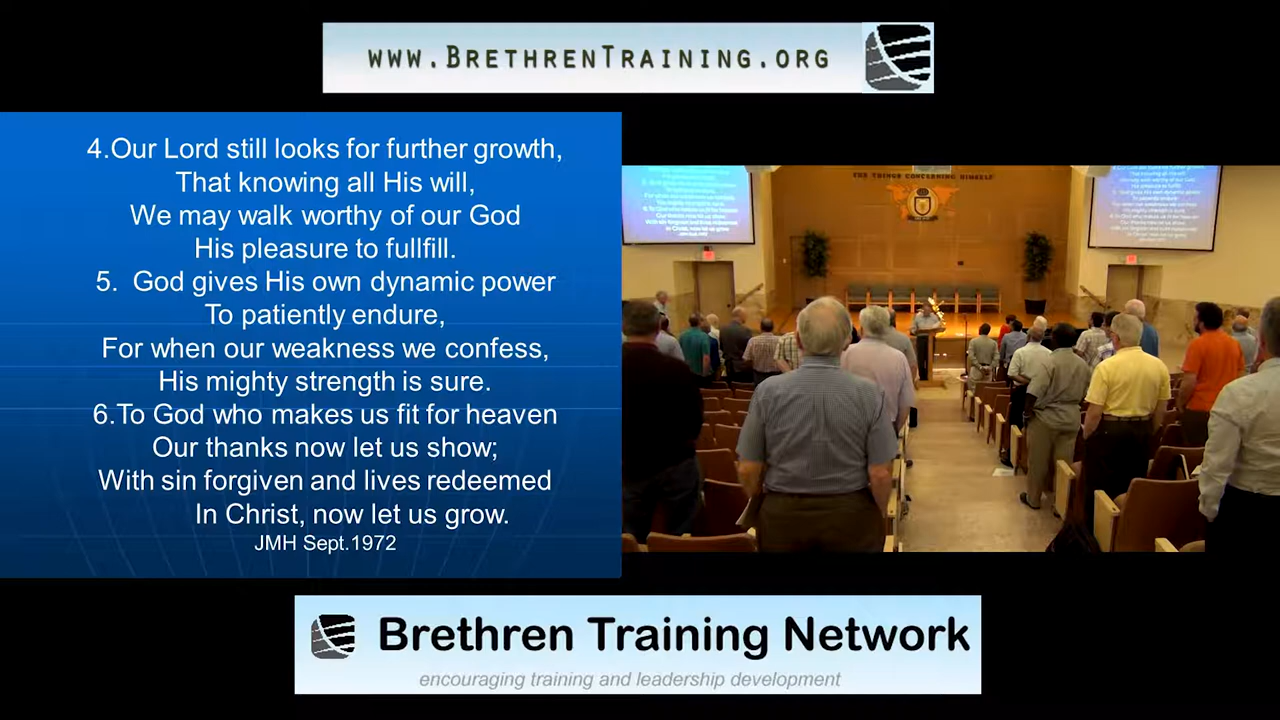 www.BrethrenTraining.org
4.Our Lord still looks for further growth,
That knowing all His will,
We may walk worthy of our God
His pleasure to fullfill.
5. God gives His own dynamic power
To patiently endure,
For when our weakness we confess,
His mighty strength is sure.
6.To God who makes us fit for heaven
Our thanks now let us show;
With sin forgiven and lives redeemed
In Christ, now let us grow.
JMH Sept.1972
THE THINGS CONCERNING HIMSELF
Brethren Training Network
encouraging training and leadership development